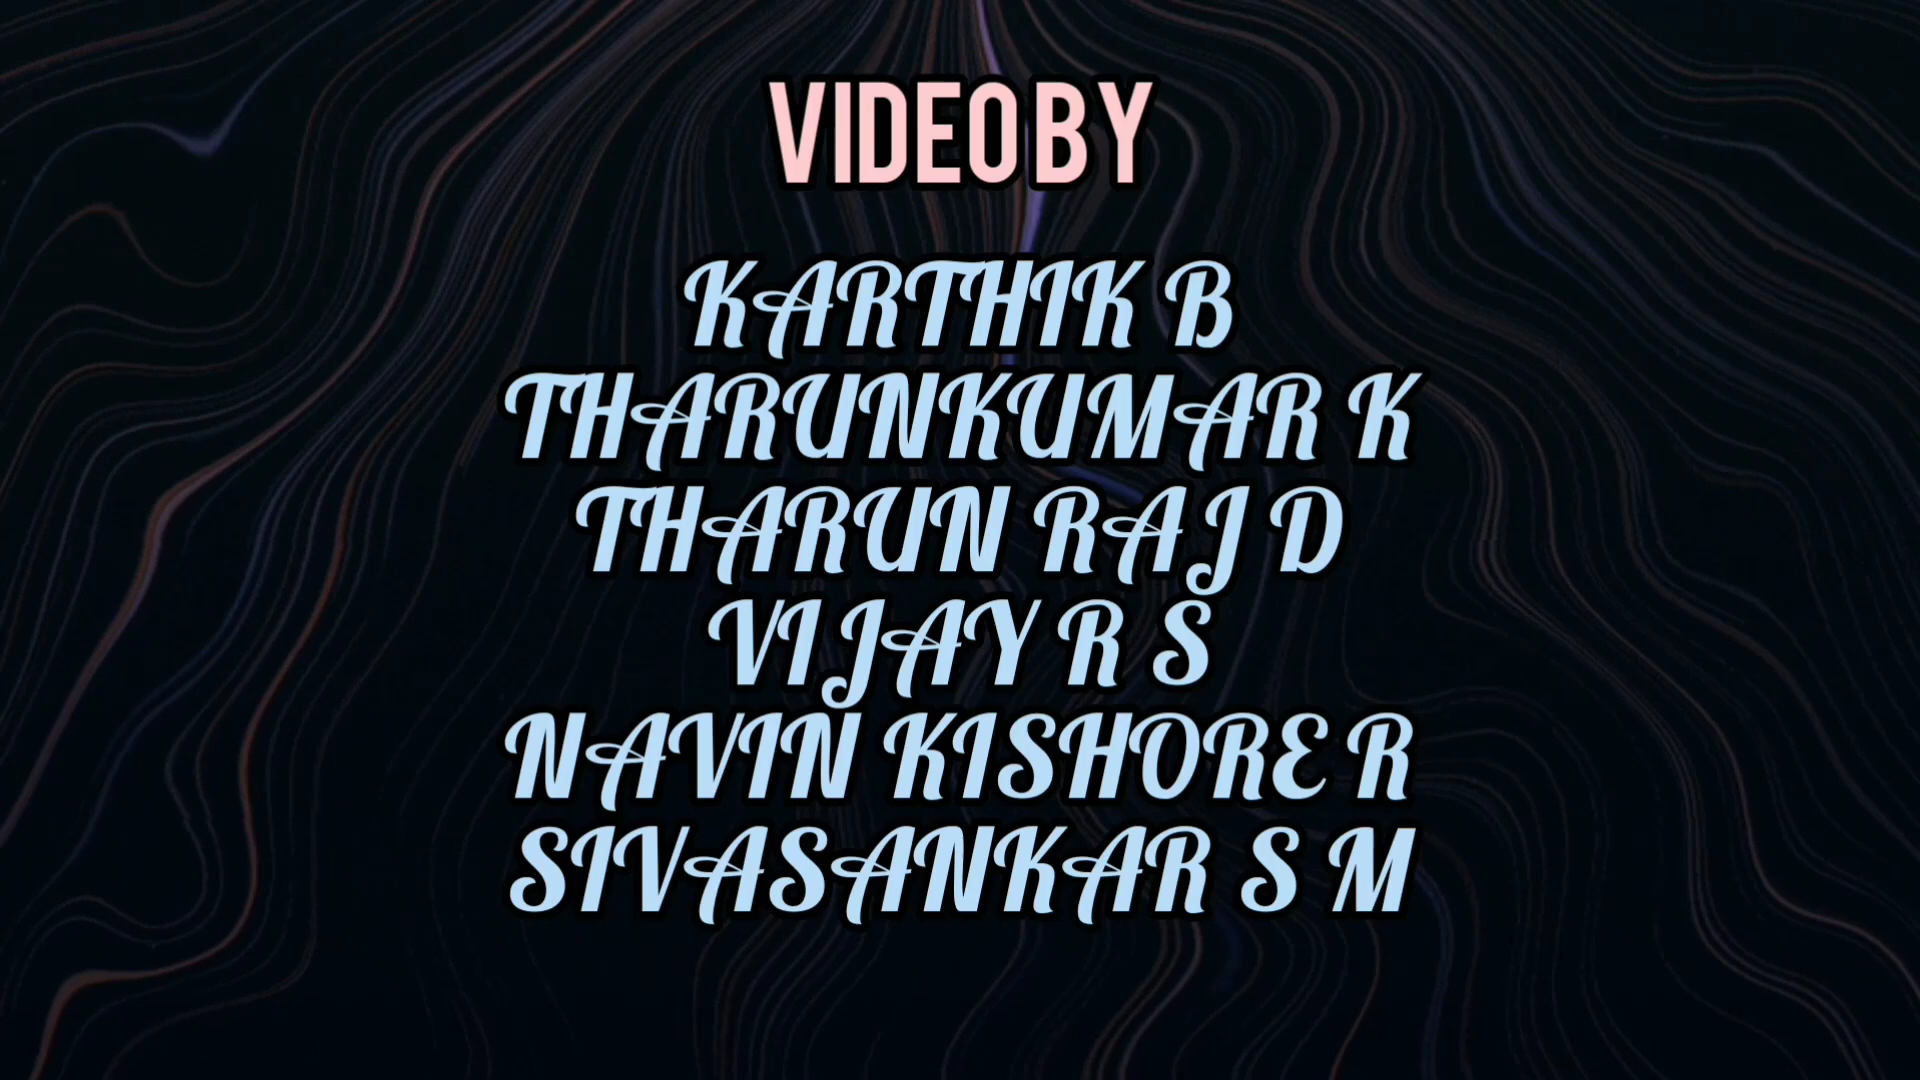 VIDEO BY
KARTHIK B
THARUNKUMAR K
THARUN RAJ D
VIJAY R S
NAVIN KISHORE R
SIVASANKAR S M